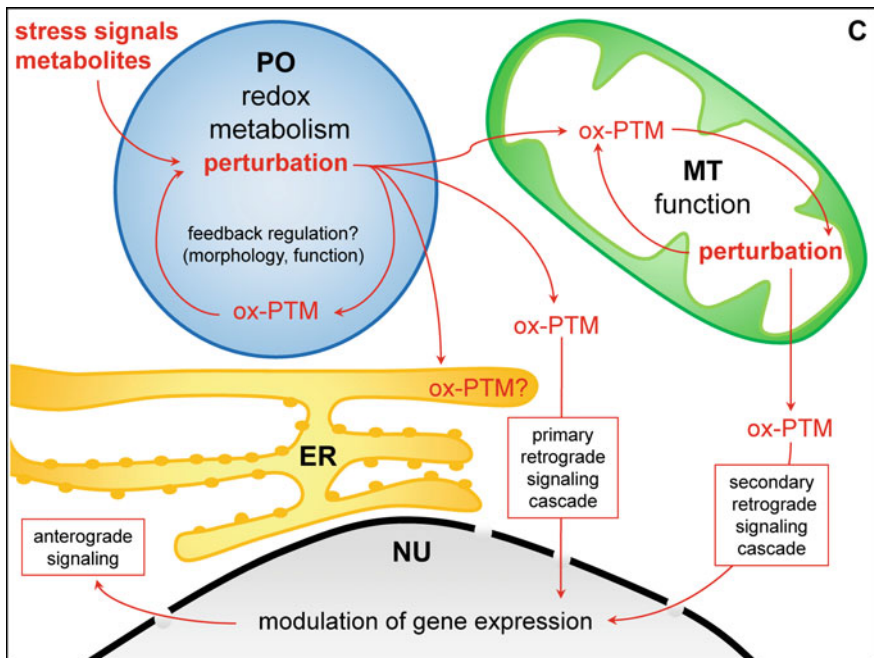 stress signals
metabolites
C
PO
redox
metabolism
perturbation
feedback regulation?
(morphology, function)
ox-PTM
ox-PTM
MT
function
perturbation
ox-PTM
ox-PTM?
ox-PTM
ER
primary
retrograde
signaling
cascade
secondary
retrograde
signaling
cascade
anterograde
signaling
NU
modulation of gene expression